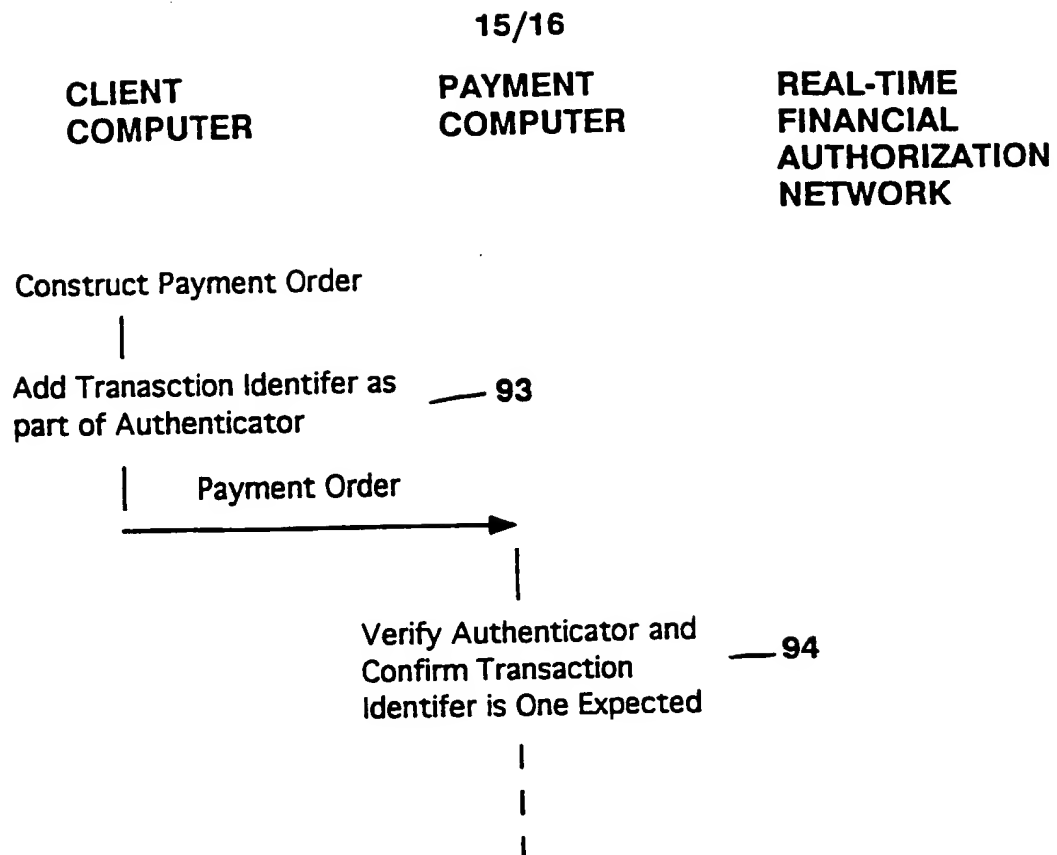 15/16
CLIENT
COMPUTER
PAYMENT
COMPUTER
REAL-TIME
FINANCIAL
AUTHORIZATION
NETWORK
Construct Payment Order
Add Tranasction Identifer as
part of Authenticator
93
Payment Order
Verify Authenticator and
Confirm Transaction
Identifer is One Expected
94